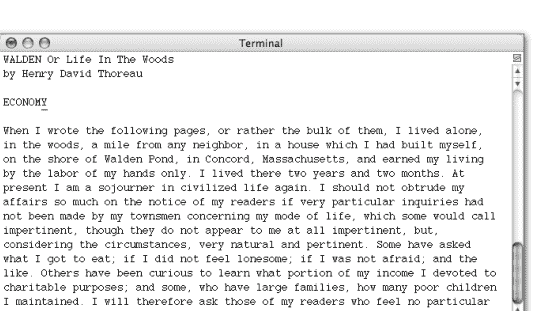 Terminal
WALDEN Or Life In The Woods
by Henry David Thoreau
ECONOMY
When I wrote the following pages, or rather the bulk of them, I lived alone,
in the woods, a mile from any neighbor, in a house which I had built myself,
on the shore of Walden Pond, in Concord, Massachusetts, and earned my living
by the labor of my hands only. I lived there two years and two months. At
present I am a sojourner in civilized life again. I should not obtrude my
affairs so much on the notice of my readers if very particular inquiries had
not been made by my townsmen concerning my mode of life, which some would call
impertinent, though they do not appear to me at all impertinent, but,
considering the circumstances, very natural and pertinent. Some have asked
what I got to eat; if I did not feel lonesome; if I was not afraid; and the
like. Others have been curious to learn what portion of my income I devoted to
charitable purposes; and some, who have large families, how many poor children
I maintained. I will therefore ask those of my readers who feel no particular